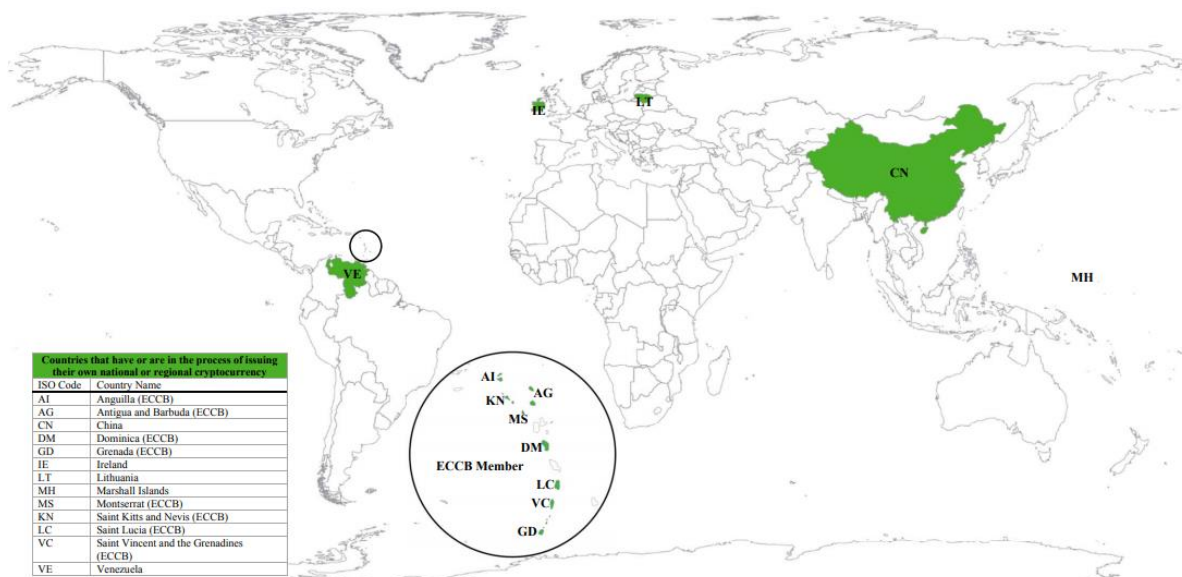 IE
LT
CN
VE
MH
Countries that have or are in the process of issuing
their own national or regional cryptocurrency
ISO Code Country Name
AI Anguilla (ECCB)
AG Antigua and Barbuda (ECCB)
CN China
DM Dominica (ECCB)
GD Grenada (ECCB)
IE Ireland
LT Lithuania
MH Marshall Islands
MS Montserrat (ECCB)
KN Saint Kitts and Nevis (ECCB)
LC Saint Lucia (ECCB)
VC Saint Vincent and the Grenadines
(ECCB)
VE Venezuela
AI
AG
KN
MS
DM
ECCB Member
LC
VC
GD